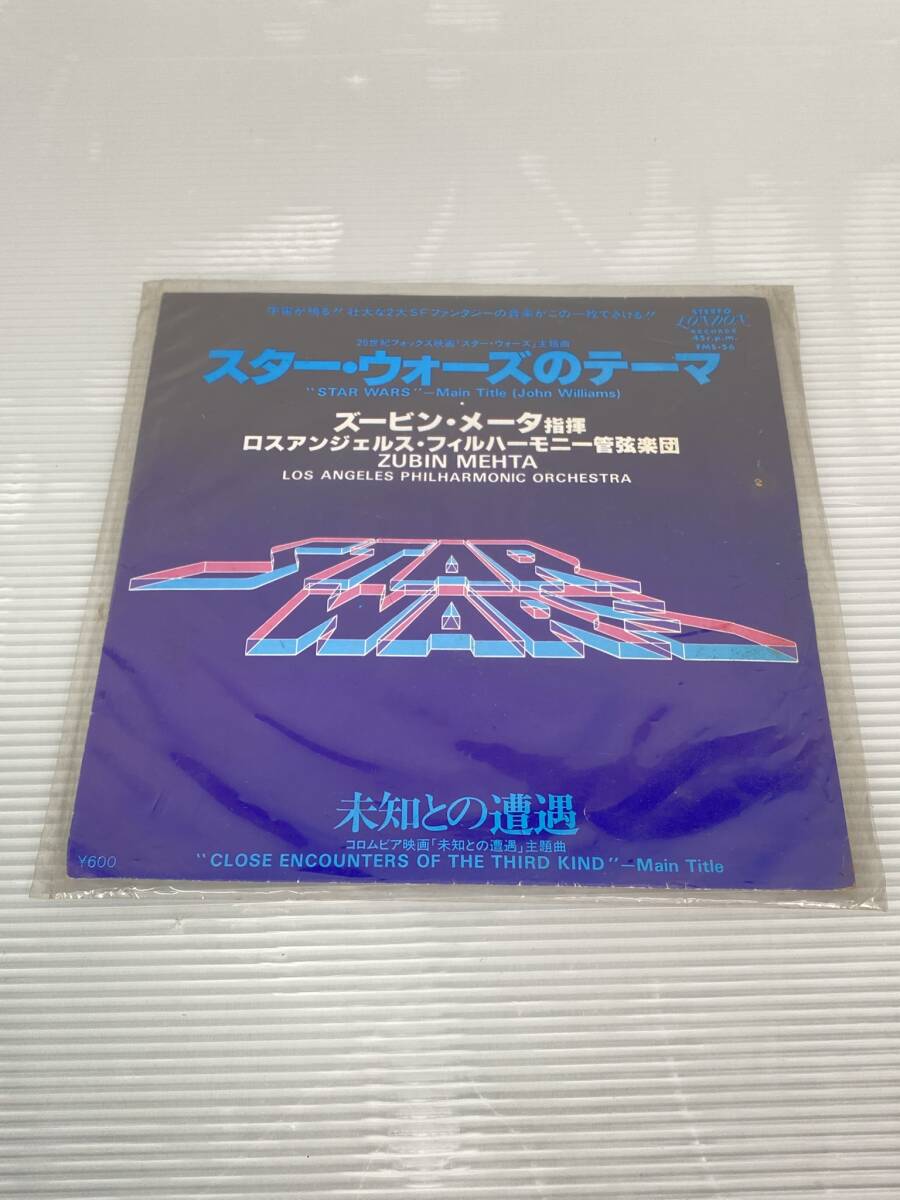 宇宙が鳴る!! 壮大な2大SFファンタジーの音楽がこの一枚できける!!
STEREO
LONDON
RECORDS
45 r.p.m.
FMS-56
20世紀フォックス映画「スター・ウォーズ」主題曲
スター・ウォーズのテーマ
"STAR WARS"—Main Title (John Williams)
ズービン・メータ指揮
ロスアンジェルス・フィルハーモニー管弦楽団
ZUBIN MEHTA
LOS ANGELES PHILHARMONIC ORCHESTRA
STAR
WARS
未知との遭遇
コロムビア映画「未知との遭遇」主題曲
¥600
"CLOSE ENCOUNTERS OF THE THIRD KIND"—Main Title